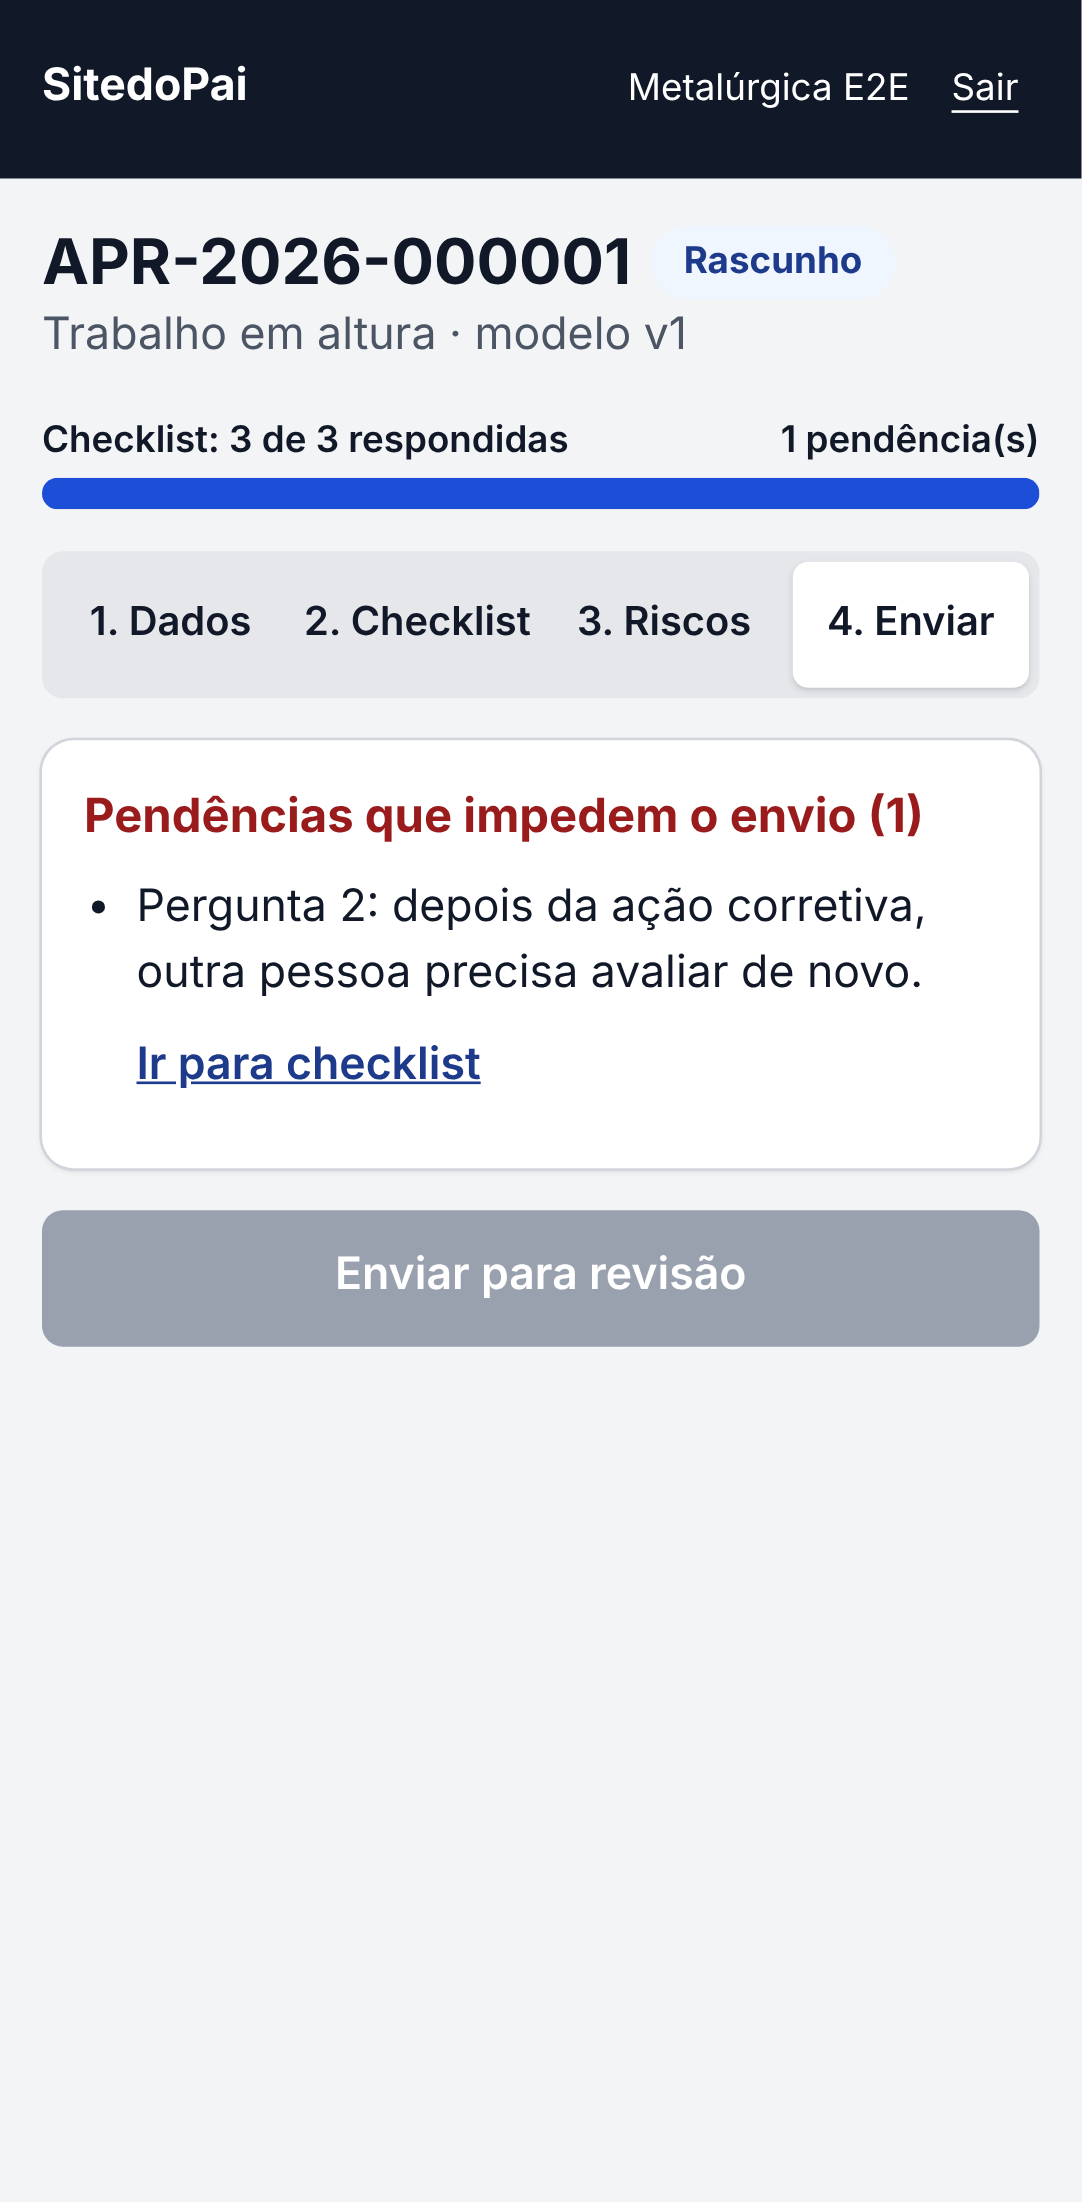 SitedoPai
Metalúrgica E2E Sair
APR-2026-000001 Rascunho
Trabalho em altura · modelo v1
Checklist: 3 de 3 respondidas 1 pendência(s)
1. Dados 2. Checklist 3. Riscos 4. Enviar
Pendências que impedem o envio (1)
• Pergunta 2: depois da ação corretiva,
outra pessoa precisa avaliar de novo.
Ir para checklist
Enviar para revisão